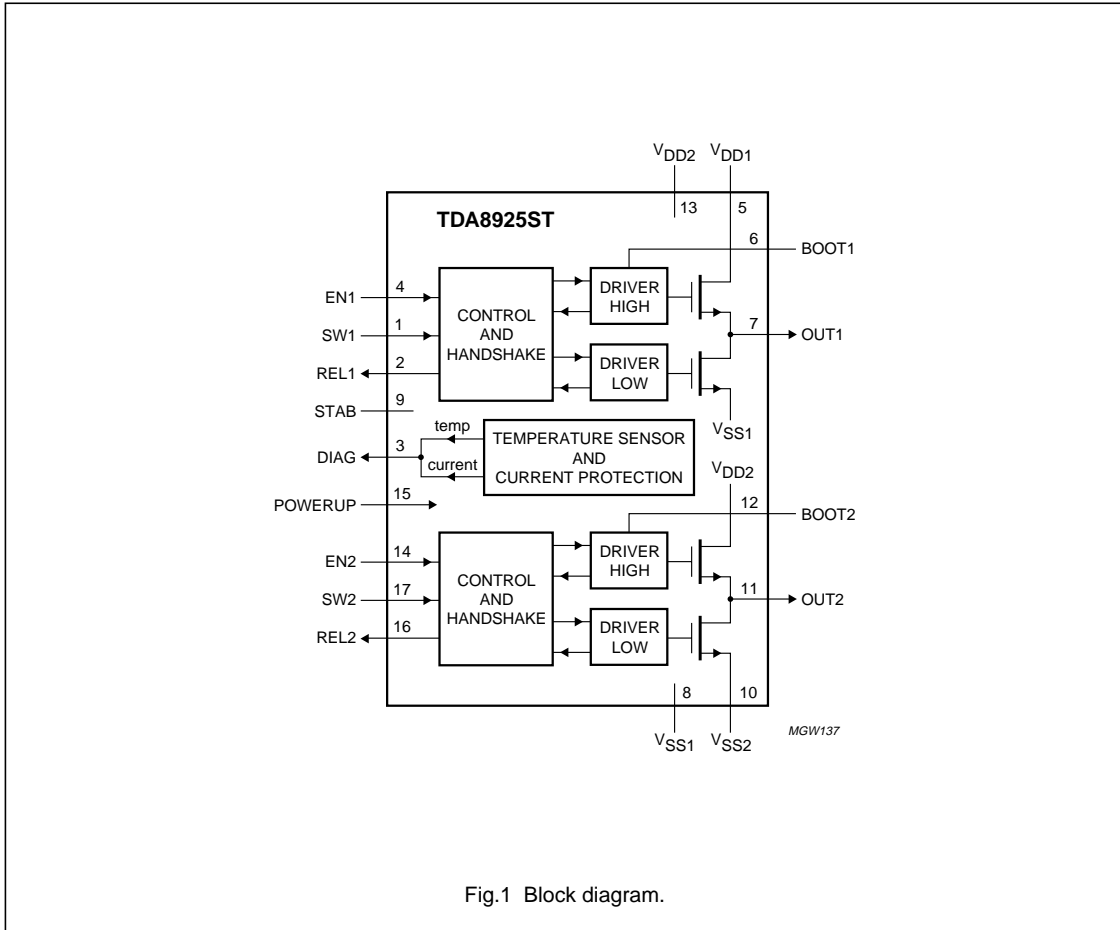 VDD2 VDD1
TDA8925ST
13 5
6 BOOT1
EN1 4
SW1 1
REL1 2
STAB 9
DIAG 3
POWERUP 15
EN2 14
SW2 17
REL2 16
CONTROL
AND
HANDSHAKE
DRIVER
HIGH
DRIVER
LOW
7 OUT1
VSS1
temp
current
TEMPERATURE SENSOR
AND
CURRENT PROTECTION
VDD2
12 BOOT2
CONTROL
AND
HANDSHAKE
DRIVER
HIGH
DRIVER
LOW
11 OUT2
8 10
VSS1 VSS2
MGW137
Fig.1 Block diagram.